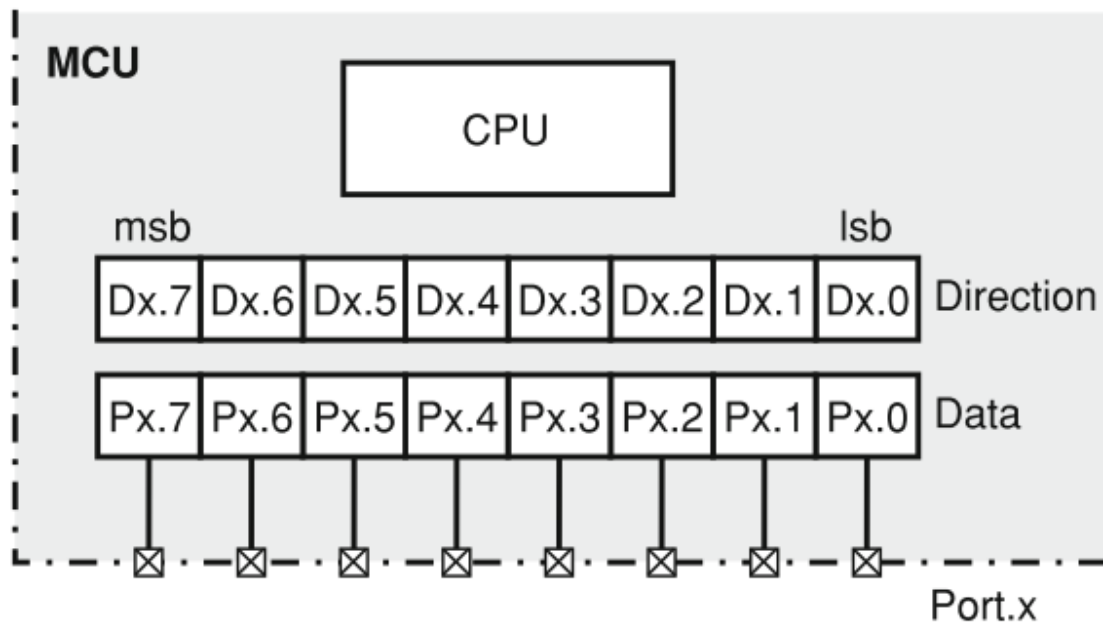 MCU
CPU
msb lsb
Dx.7 Dx.6 Dx.5 Dx.4 Dx.3 Dx.2 Dx.1 Dx.0 Direction
Px.7 Px.6 Px.5 Px.4 Px.3 Px.2 Px.1 Px.0 Data
Port.x